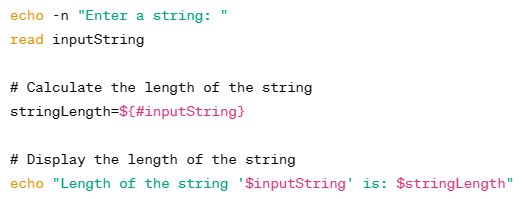 echo -n "Enter a string: "
read inputString
# Calculate the length of the string
stringLength=${#inputString}
# Display the length of the string
echo "Length of the string '$inputString' is: $stringLength"